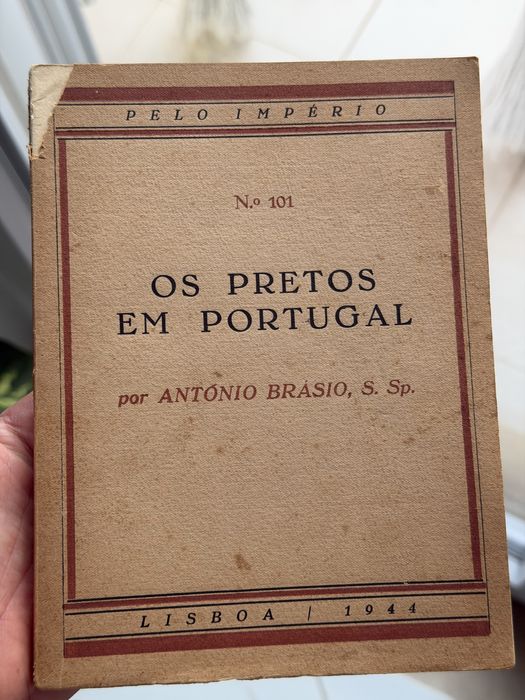 PELO IMPÉRIO
N.º 101
OS PRETOS
EM PORTUGAL
por ANTÓNIO BRÁSIO, S. Sp.
LISBOA / 1944